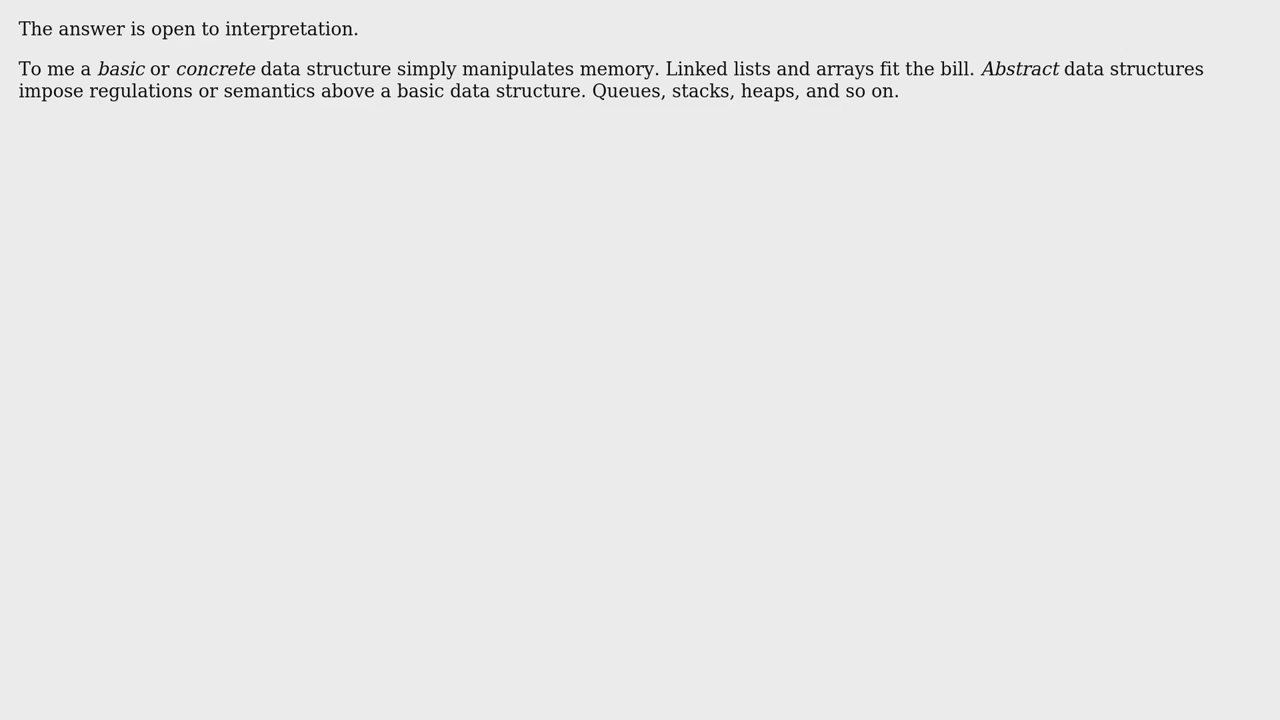 The answer is open to interpretation.
To me a basic or concrete data structure simply manipulates memory. Linked lists and arrays fit the bill. Abstract data structures
impose regulations or semantics above a basic data structure. Queues, stacks, heaps, and so on.